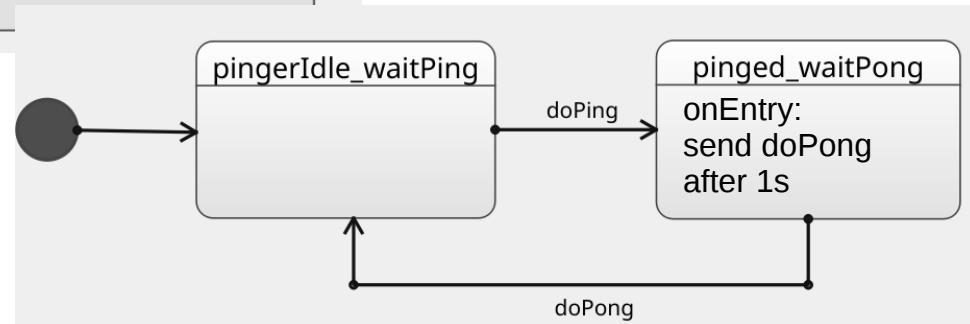 pingerIdle_waitPing
doPing
pinged_waitPong
onEntry:
send doPong
after 1s
doPong